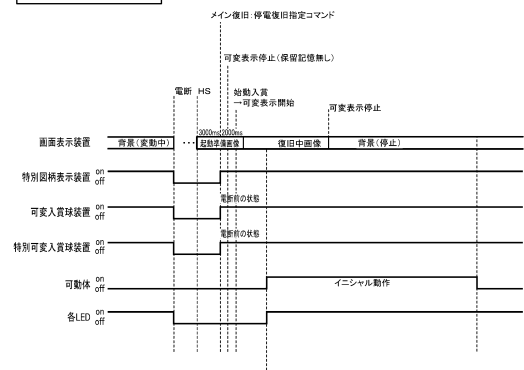 メイン復旧：停電復旧指定コマンド
可変表示停止（保留記憶無し）
電断 HS 始動入賞
→可変表示開始
可変表示停止
3000ms 2000ms
画面表示装置 背景（変動中） … 起動準備画像 復旧中画像 背景（停止）
特別図柄表示装置 on
off
電断前の状態
可変入賞球装置 on
off
電断前の状態
特別可変入賞球装置 on
off
可動体 on
off
イニシャル動作
各LED on
off